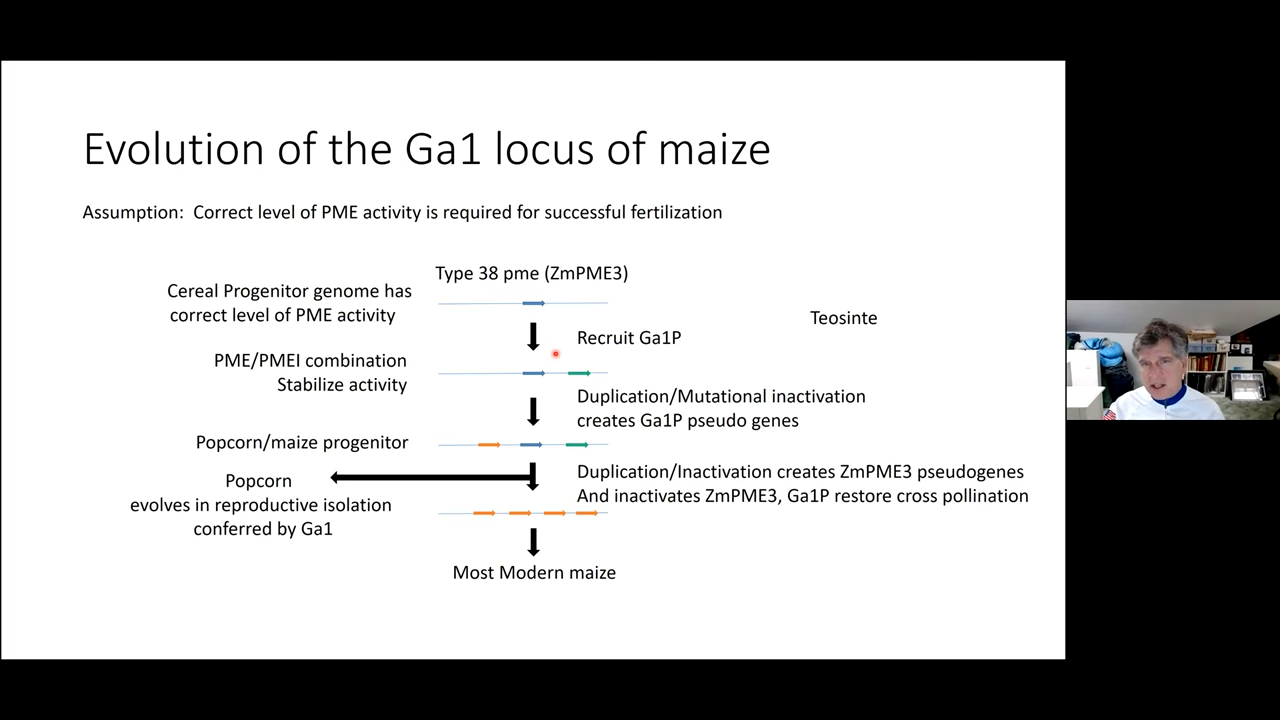 Evolution of the Ga1 locus of maize
Assumption:  Correct level of PME activity is required for successful fertilization
Type 38 pme (ZmPME3)
Cereal Progenitor genome has
correct level of PME activity
Teosinte
Recruit Ga1P
PME/PMEI combination
Stabilize activity
Duplication/Mutational inactivation
creates Ga1P pseudo genes
Popcorn/maize progenitor
Duplication/Inactivation creates ZmPME3 pseudogenes
And inactivates ZmPME3, Ga1P restore cross pollination
Popcorn
evolves in reproductive isolation
conferred by Ga1
Most Modern maize